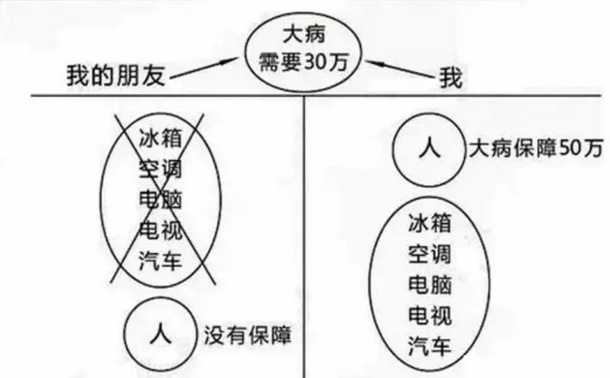 大病
需要30万
我的朋友
我
冰箱
空调
电脑
电视
汽车
人
没有保障
人
大病保障50万
冰箱
空调
电脑
电视
汽车